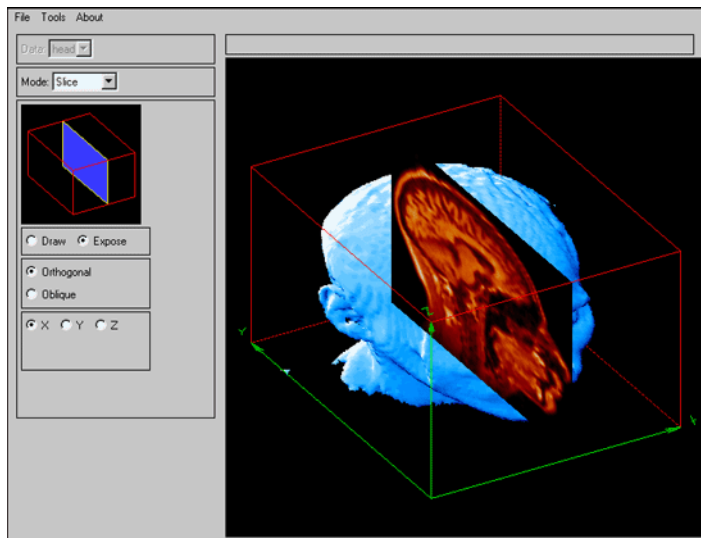 File Tools About
Data: head
Mode: Slice
Draw Expose
Orthogonal
Oblique
X Y Z
Z
Y
X